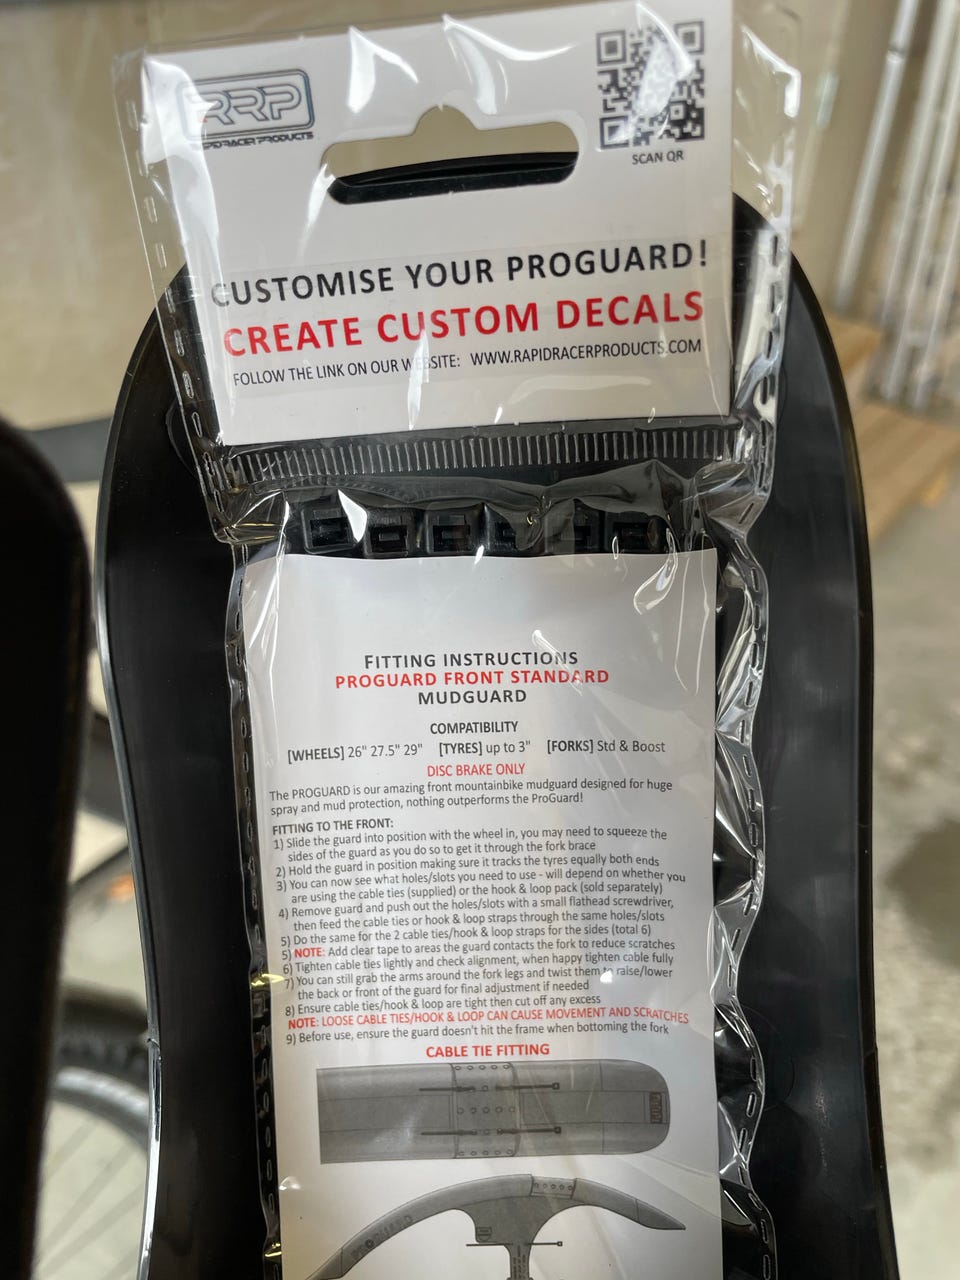 RRP
RAPID RACER PRODUCTS
SCAN QR
CUSTOMISE YOUR PROGUARD!
CREATE CUSTOM DECALS
FOLLOW THE LINK ON OUR WEBSITE: WWW.RAPIDRACERPRODUCTS.COM
FITTING INSTRUCTIONS
PROGUARD FRONT STANDARD
MUDGUARD
COMPATIBILITY
[WHEELS] 26" 27.5" 29" [TYRES] up to 3" [FORKS] Std & Boost
DISC BRAKE ONLY
The PROGUARD is our amazing front mountainbike mudguard designed for huge
spray and mud protection, nothing outperforms the ProGuard!
FITTING TO THE FRONT:
1) Slide the guard into position with the wheel in, you may need to squeeze the
sides of the guard as you do so to get it through the fork brace
2) Hold the guard in position making sure it tracks the tyres equally both ends
3) You can now see what holes/slots you need to use - will depend on whether you
are using the cable ties (supplied) or the hook & loop pack (sold separately)
4) Remove guard and push out the holes/slots with a small flathead screwdriver,
then feed the cable ties or hook & loop straps through the same holes/slots
5) Do the same for the 2 cable ties/hook & loop straps for the sides (total 6)
5) NOTE: Add clear tape to areas the guard contacts the fork to reduce scratches
6) Tighten cable ties lightly and check alignment, when happy tighten cable fully
7) You can still grab the arms around the fork legs and twist them to raise/lower
the back or front of the guard for final adjustment if needed
8) Ensure cable ties/hook & loop are tight then cut off any excess
NOTE: LOOSE CABLE TIES/HOOK & LOOP CAN CAUSE MOVEMENT AND SCRATCHES
9) Before use, ensure the guard doesn't hit the frame when bottoming the fork
CABLE TIE FITTING